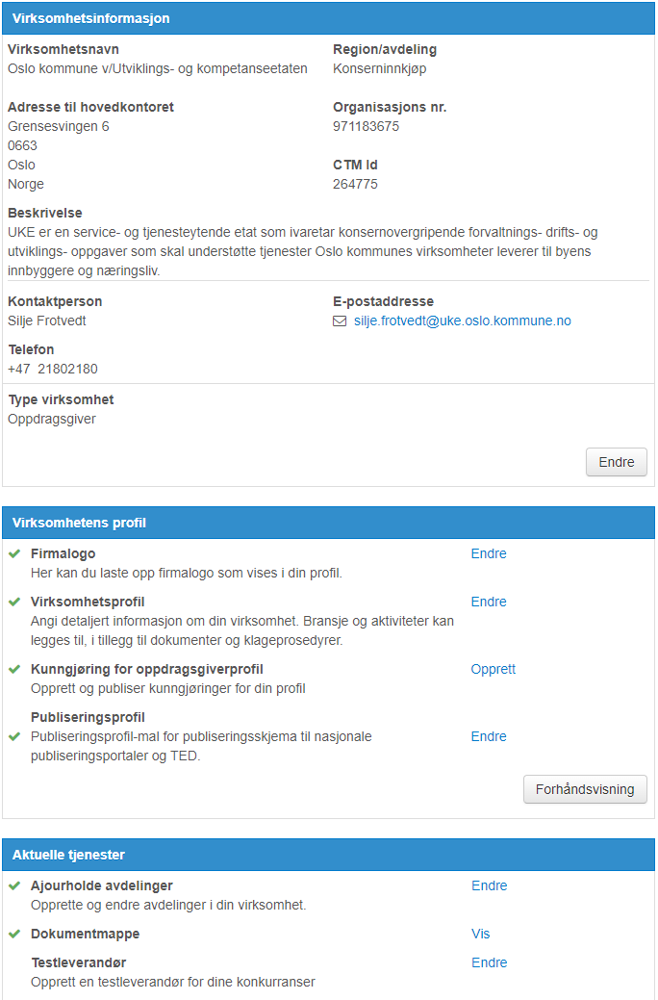 Virksomhetsinformasjon
Virksomhetsnavn
Oslo kommune v/Utviklings- og kompetanseetaten
Region/avdeling
Konserninnkjøp
Adresse til hovedkontoret
Grensesvingen 6
0663
Oslo
Norge
Organisasjons nr.
971183675
CTM Id
264775
Beskrivelse
UKE er en service- og tjenesteytende etat som ivaretar konsernovergripende forvaltnings- drifts- og
utviklings- oppgaver som skal understøtte tjenester Oslo kommunes virksomheter leverer til byens
innbyggere og næringsliv.
Kontaktperson
Silje Frotvedt
E-postaddresse
silje.frotvedt@uke.oslo.kommune.no
Telefon
+47 21802180
Type virksomhet
Oppdragsgiver
Endre
Virksomhetens profil
Firmalogo
Endre
Her kan du laste opp firmalogo som vises i din profil.
Virksomhetsprofil
Endre
Angi detaljert informasjon om din virksomhet. Bransje og aktiviteter kan
legges til, i tillegg til dokumenter og klageprosedyrer.
Kunngjøring for oppdragsgiverprofil
Opprett
Opprett og publiser kunngjøringer for din profil
Publiseringsprofil
Publiseringsprofil-mal for publiseringsskjema til nasjonale
Endre
publiseringsportaler og TED.
Forhåndsvisning
Aktuelle tjenester
Ajourholde avdelinger
Endre
Opprette og endre avdelinger i din virksomhet.
Dokumentmappe
Vis
Testleverandør
Endre
Opprett en testleverandør for dine konkurranser